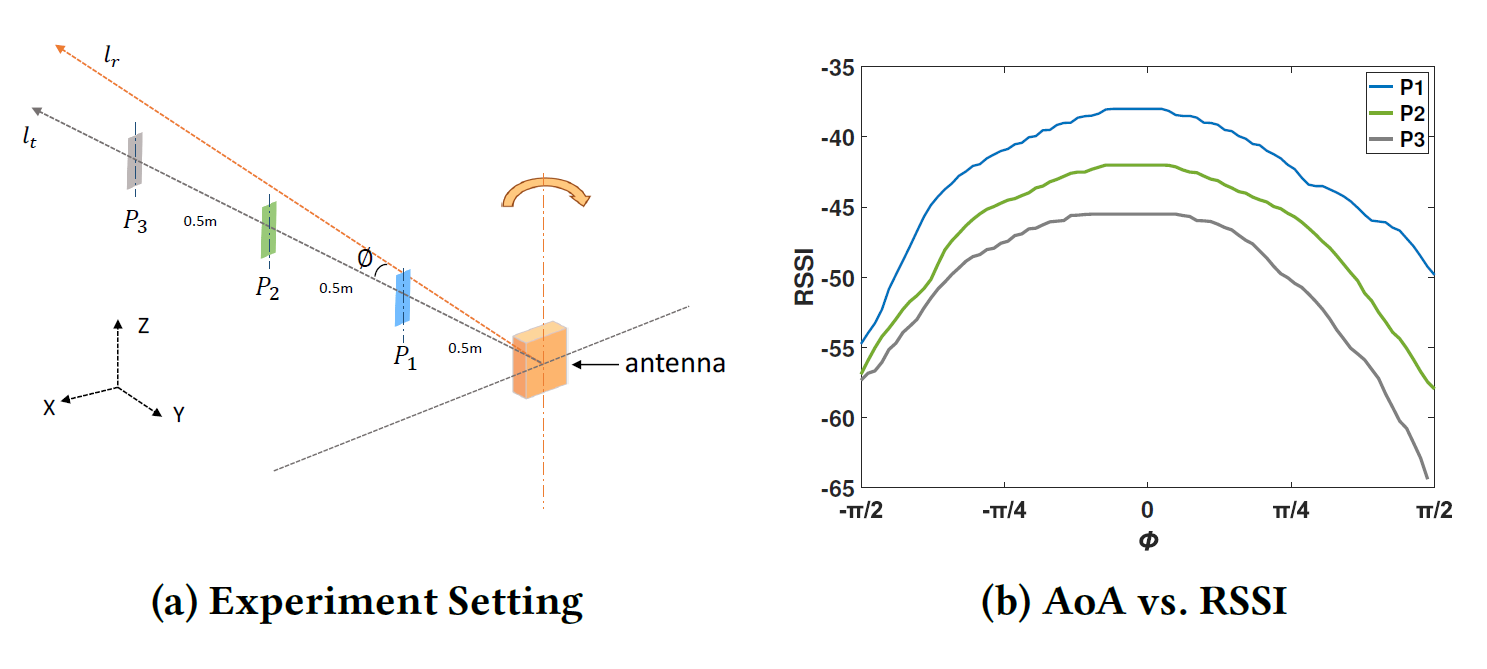 l_r
l_t
P_3
0.5m
P_2
∅
0.5m
P_1
0.5m
antenna
Z
X
Y
(a) Experiment Setting
-35
-40
-45
-50
-55
-60
-65
RSSI
P1
P2
P3
-π/2
-π/4
0
π/4
π/2
Φ
(b) AoA vs. RSSI